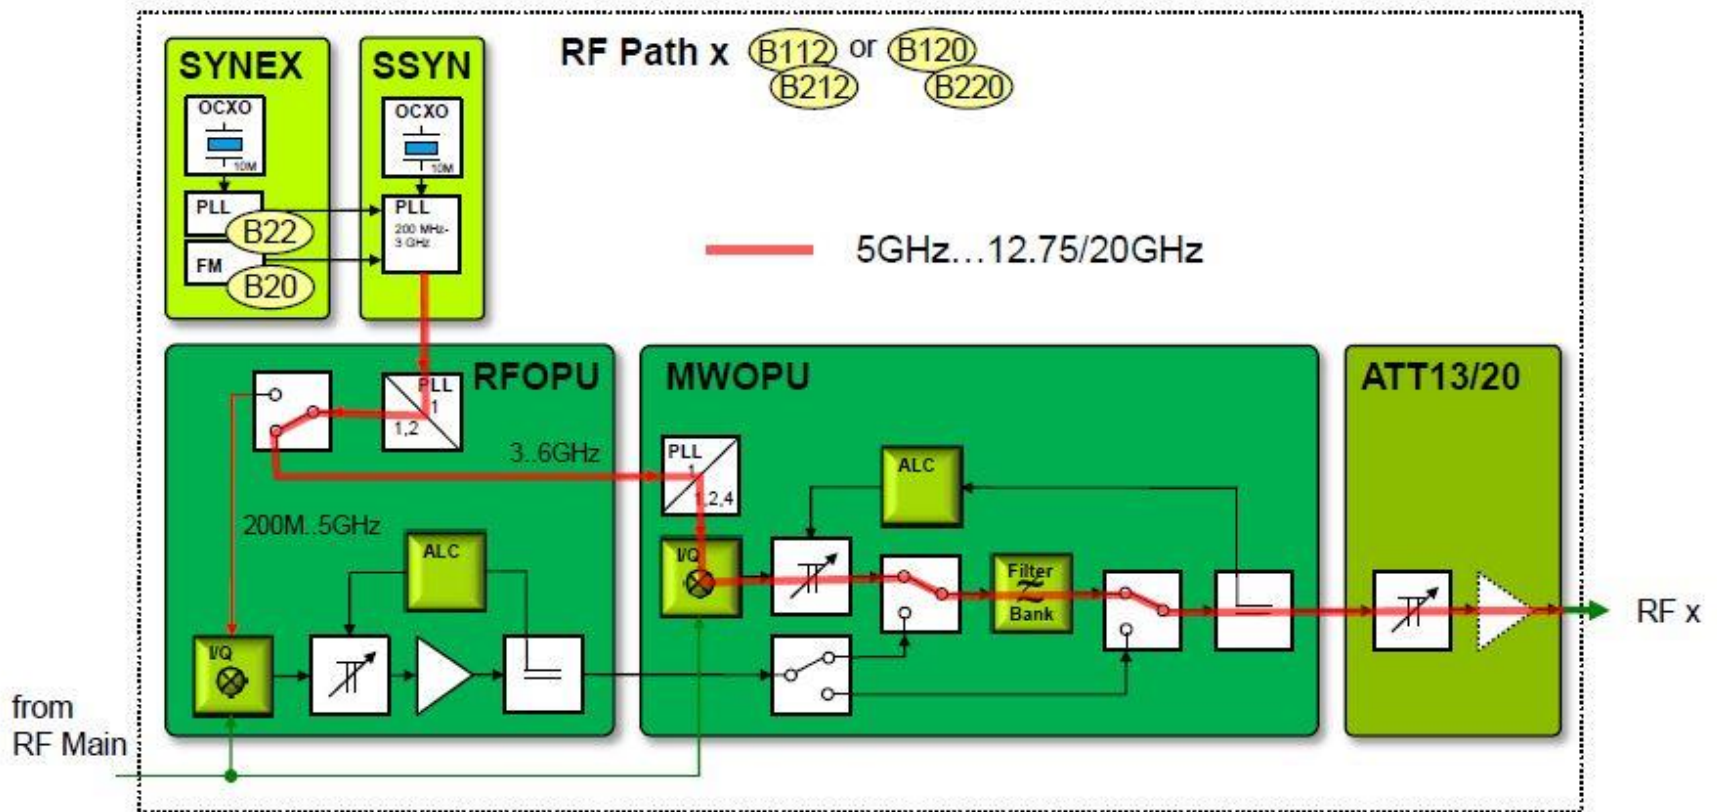 RF Path x B112 or B120
B212 B220
SYNEX
OCXO
10M
PLL
B22
FM
B20
SSYN
OCXO
10M
PLL
200 MHz-
3 GHz
5GHz…12.75/20GHz
RFOPU
PLL
1
1,2
3..6GHz
200M..5GHz
ALC
I/Q
MWOPU
PLL
1
1,2,4
ALC
I/Q
Filter
Bank
ATT13/20
RF x
from
RF Main